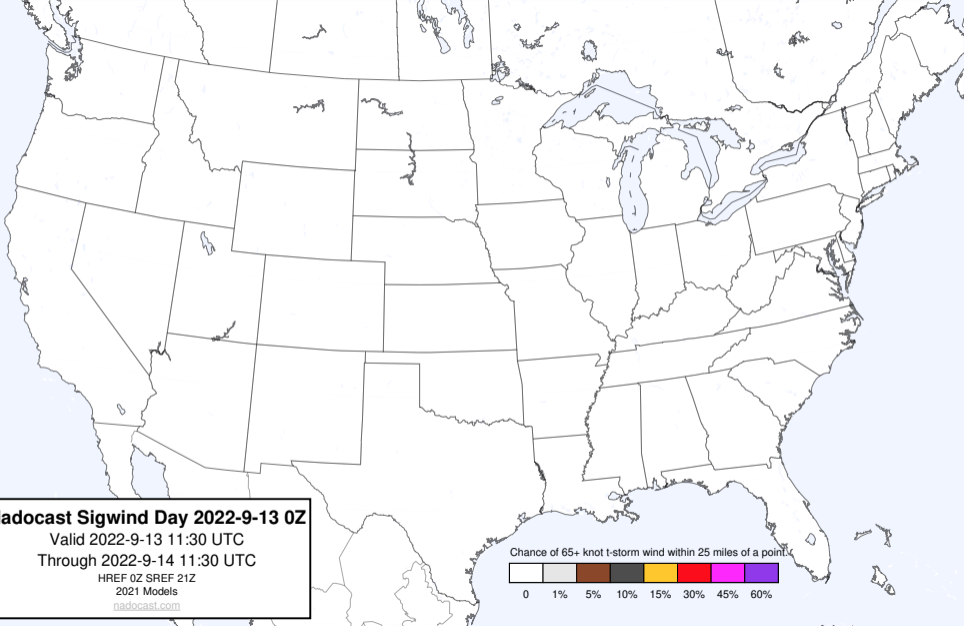 adocast Sigwind Day 2022-9-13 0Z
Valid 2022-9-13 11:30 UTC
Through 2022-9-14 11:30 UTC
HREF 0Z SREF 21Z
2021 Models
nadocast.com
Chance of 65+ knot t-storm wind within 25 miles of a point.
0 1% 5% 10% 15% 30% 45% 60%